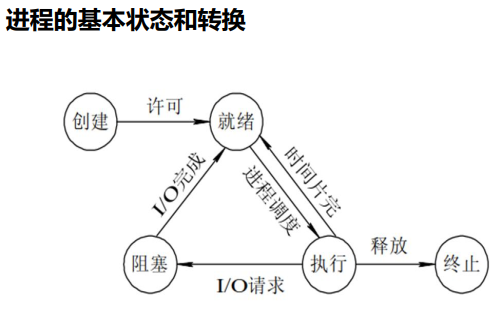 进程的基本状态和转换
创建
许可
就绪
I/O完成
进程调度
时间片完
阻塞
I/O请求
执行
释放
终止